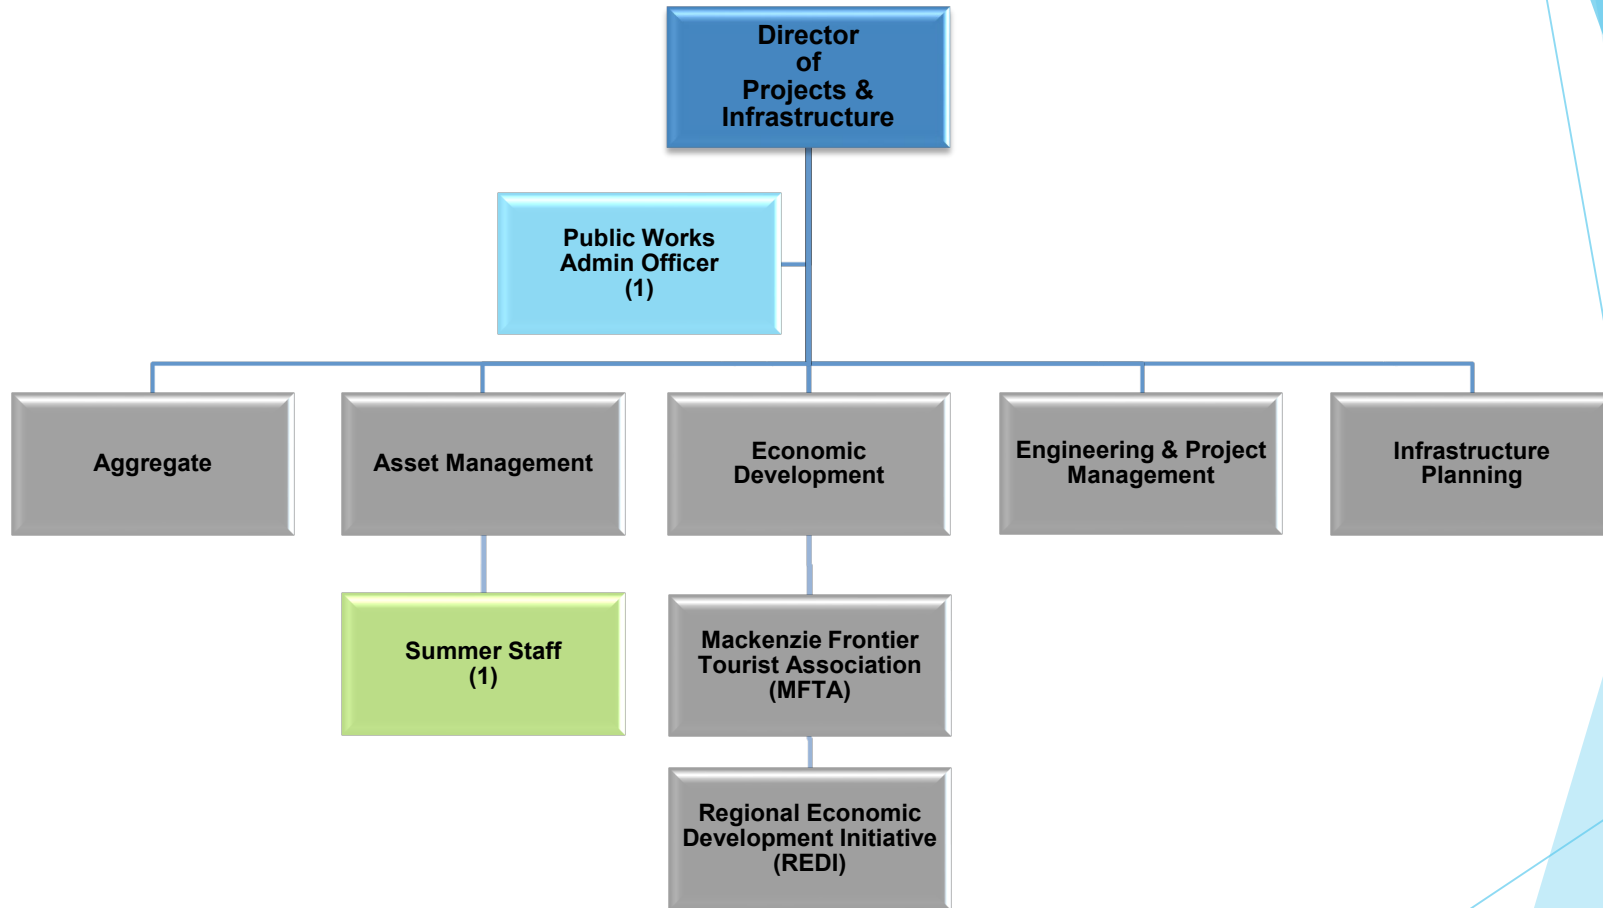 Director
of
Projects &
Infrastructure
Public Works
Admin Officer
(1)
Aggregate
Asset Management
Economic
Development
Engineering & Project
Management
Infrastructure
Planning
Summer Staff
(1)
Mackenzie Frontier
Tourist Association
(MFTA)
Regional Economic
Development Initiative
(REDI)